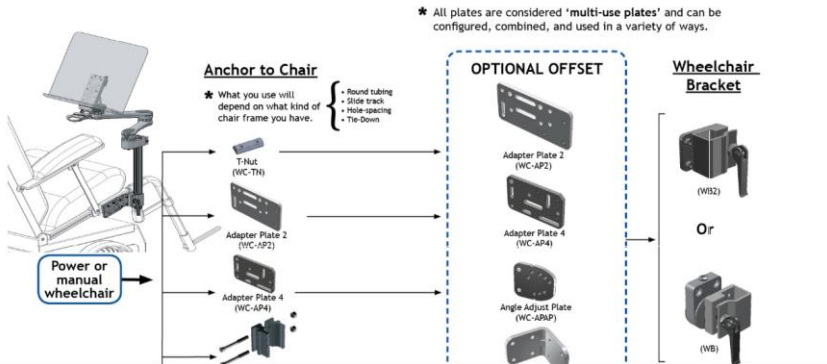 * All plates are considered 'multi-use plates' and can be
configured, combined, and used in a variety of ways.
Anchor to Chair
* What you use will
depend on what kind of
chair frame you have.
• Round tubing
• Slide track
• Hole-spacing
• Tie-Down
T-Nut
(WC-TN)
Adapter Plate 2
(WC-AP2)
Adapter Plate 4
(WC-AP4)
Power or
manual
wheelchair
OPTIONAL OFFSET
Adapter Plate 2
(WC-AP2)
Adapter Plate 4
(WC-AP4)
Angle Adjust Plate
(WC-APAP)
Wheelchair
Bracket
(WB2)
Or
(WB)